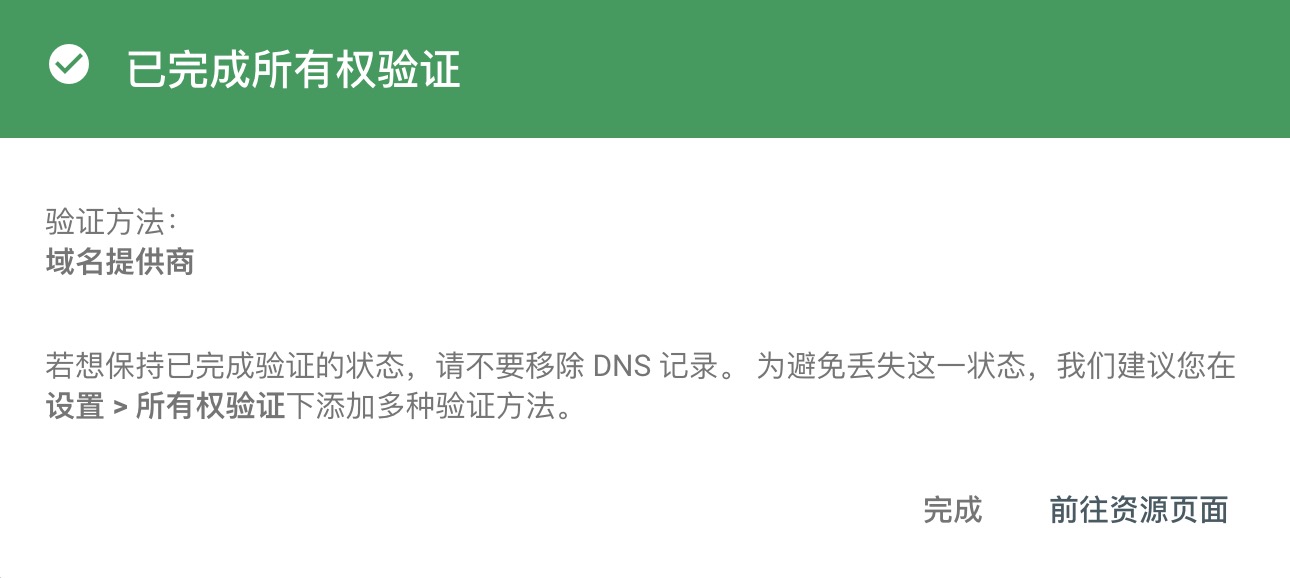 已完成所有权验证
验证方法：
域名提供商
若想保持已完成验证的状态，请不要移除 DNS 记录。 为避免丢失这一状态，我们建议您在
设置 > 所有权验证下添加多种验证方法。
完成 前往资源页面